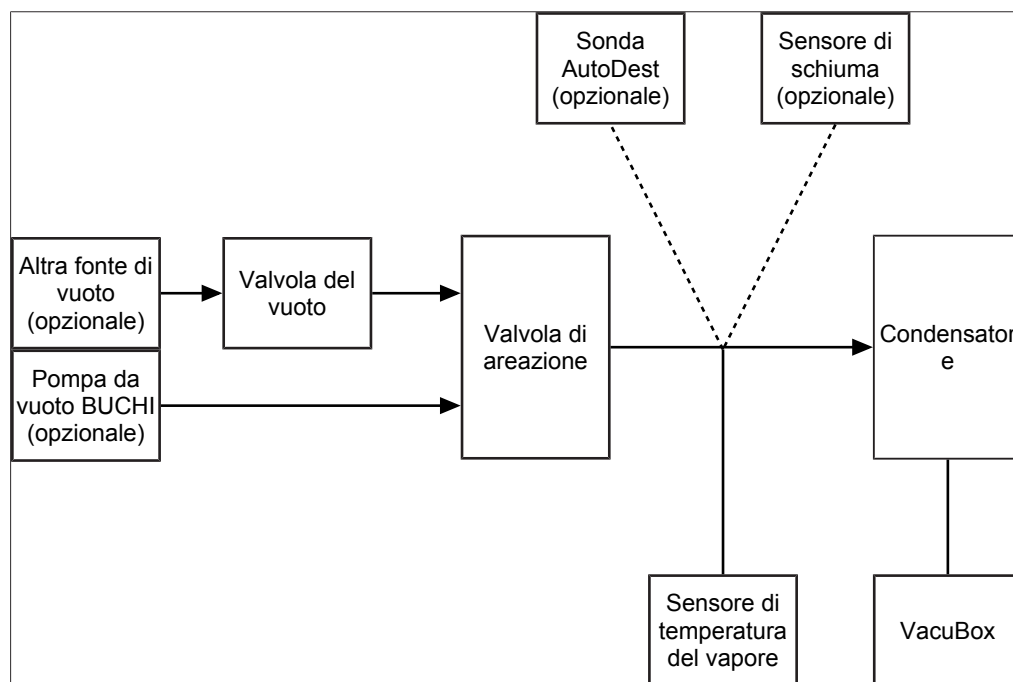 Sonda
AutoDest
(opzionale)
Sensore di
schiuma
(opzionale)
Altra fonte di
vuoto
(opzionale)
Valvola del
vuoto
Valvola di
areazione
Condensator
e
Pompa da
vuoto BUCHI
(opzionale)
Sensore di
temperatura
del vapore
VacuBox